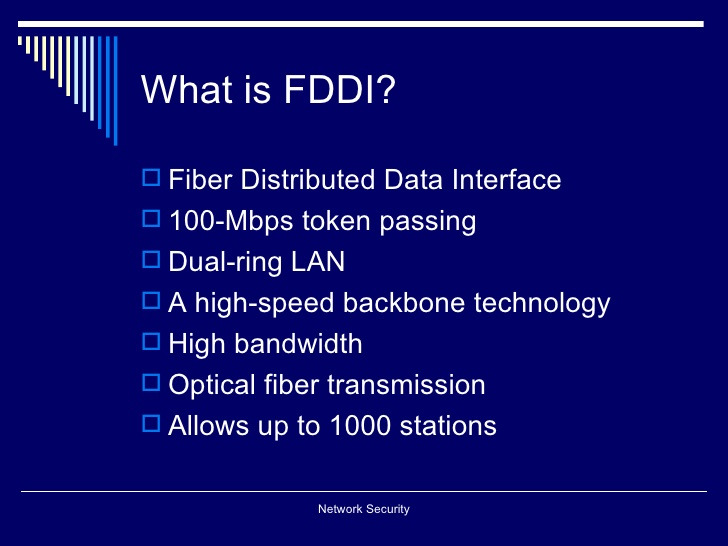 What is FDDI?
Fiber Distributed Data Interface
100-Mbps token passing
Dual-ring LAN
A high-speed backbone technology
High bandwidth
Optical fiber transmission
Allows up to 1000 stations
Network Security